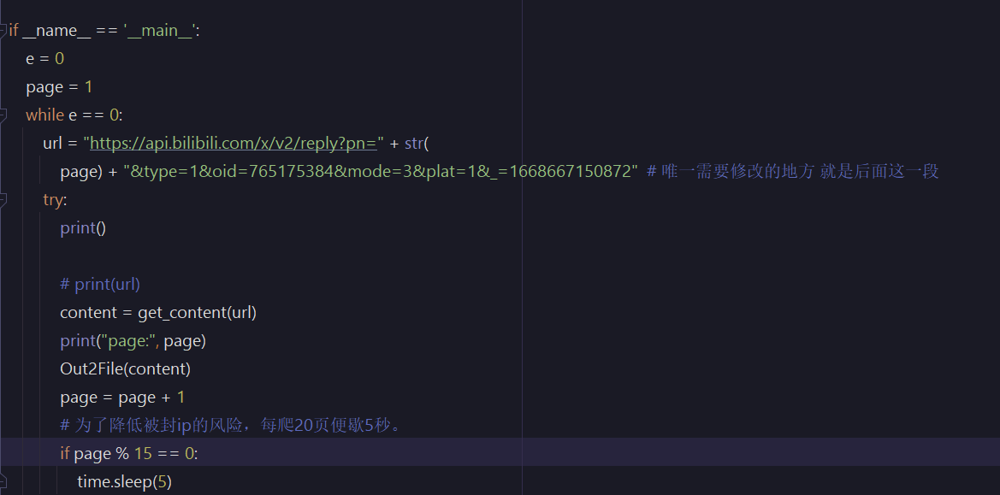 if __name__ == '__main__':
e = 0
page = 1
while e == 0:
url = "https://api.bilibili.com/x/v2/reply?pn=" + str(
page) + "&type=1&oid=765175384&mode=3&plat=1&_=1668667150872"  # 唯一需要修改的地方 就是后面这一段
try:
print()
# print(url)
content = get_content(url)
print("page:", page)
Out2File(content)
page = page + 1
# 为了降低被封ip的风险，每爬20页便歇5秒。
if page % 15 == 0:
time.sleep(5)